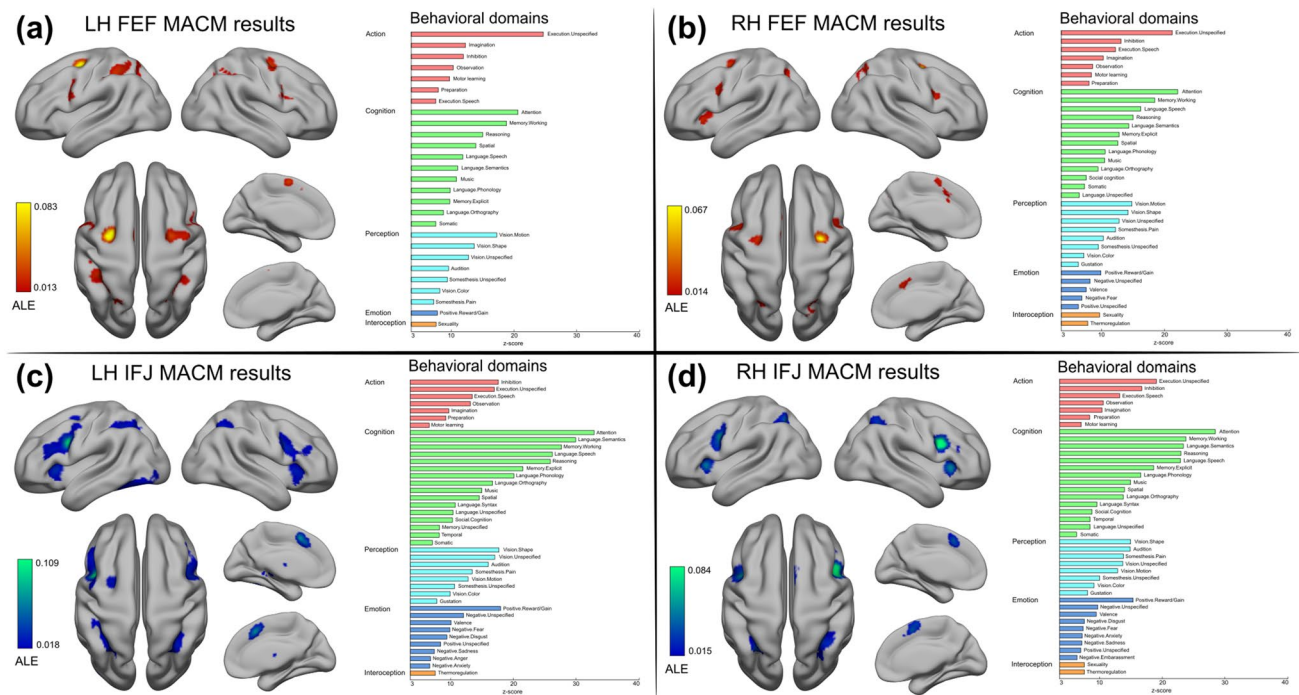 (a)
LH FEF MACM results
0.083
0.013
ALE
Behavioral domains
Action
Execution.Unspecified
Imagination
Inhibition
Observation
Motor learning
Preparation
Execution.Speech
Cognition
Attention
Memory.Working
Reasoning
Spatial
Language.Speech
Language.Semantics
Music
Language.Phonology
Memory.Explicit
Language.Orthography
Somatic
Perception
Vision.Motion
Vision.Shape
Vision.Unspecified
Audition
Somesthesis.Unspecified
Vision.Color
Somesthesis.Pain
Emotion
Positive.Reward/Gain
Interoception
Sexuality
3 10 20 30 40
z-score
(b)
RH FEF MACM results
0.067
0.014
ALE
Behavioral domains
Action
Execution.Unspecified
Inhibition
Execution.Speech
Imagination
Observation
Motor learning
Preparation
Cognition
Attention
Memory.Working
Language.Speech
Reasoning
Language.Semantics
Memory.Explicit
Spatial
Language.Phonology
Music
Language.Orthography
Social cognition
Somatic
Language.Unspecified
Perception
Vision.Motion
Vision.Shape
Vision.Unspecified
Somesthesis.Pain
Audition
Somesthesis.Unspecified
Vision.Color
Gustation
Emotion
Positive.Reward/Gain
Negative.Unspecified
Valence
Negative.Fear
Positive.Unspecified
Interoception
Sexuality
Thermoregulation
3 10 20 30 40
z-score
(c)
LH IFJ MACM results
0.109
0.018
ALE
Behavioral domains
Action
Inhibition
Execution.Unspecified
Execution.Speech
Observation
Imagination
Preparation
Motor learning
Cognition
Attention
Language.Semantics
Memory.Working
Language.Speech
Reasoning
Memory.Explicit
Language.Phonology
Language.Orthography
Music
Spatial
Language.Syntax
Language.Unspecified
Social.Cognition
Memory.Unspecified
Temporal
Somatic
Perception
Vision.Shape
Vision.Unspecified
Audition
Somesthesis.Pain
Vision.Motion
Somesthesis.Unspecified
Vision.Color
Gustation
Emotion
Positive.Reward/Gain
Negative.Unspecified
Valence
Negative.Fear
Negative.Disgust
Positive.Unspecified
Negative.Sadness
Negative.Anger
Negative.Anxiety
Interoception
Thermoregulation
3 10 20 30 40
z-score
(d)
RH IFJ MACM results
0.084
0.015
ALE
Behavioral domains
Action
Execution.Unspecified
Inhibition
Execution.Speech
Observation
Imagination
Preparation
Motor learning
Cognition
Attention
Memory.Working
Language.Semantics
Reasoning
Language.Speech
Memory.Explicit
Language.Phonology
Music
Spatial
Language.Orthography
Language.Syntax
Social.Cognition
Temporal
Language.Unspecified
Somatic
Perception
Vision.Shape
Audition
Somesthesis.Pain
Vision.Unspecified
Vision.Motion
Somesthesis.Unspecified
Vision.Color
Gustation
Emotion
Positive.Reward/Gain
Negative.Unspecified
Valence
Negative.Disgust
Negative.Fear
Negative.Anxiety
Negative.Sadness
Positive.Unspecified
Negative.Embarassment
Interoception
Sexuality
Thermoregulation
3 10 20 30 40
z-score